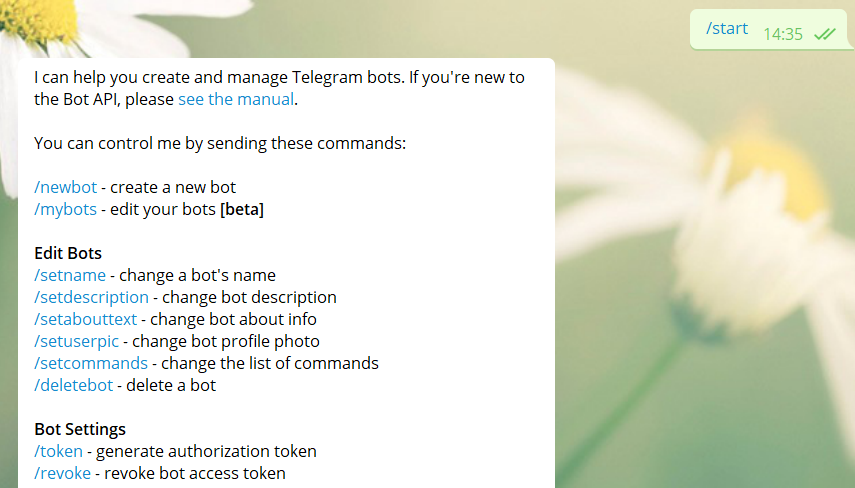 /start 14:35
I can help you create and manage Telegram bots. If you're new to
the Bot API, please see the manual.
You can control me by sending these commands:
/newbot - create a new bot
/mybots - edit your bots [beta]
Edit Bots
/setname - change a bot's name
/setdescription - change bot description
/setabouttext - change bot about info
/setuserpic - change bot profile photo
/setcommands - change the list of commands
/deletebot - delete a bot
Bot Settings
/token - generate authorization token
/revoke - revoke bot access token